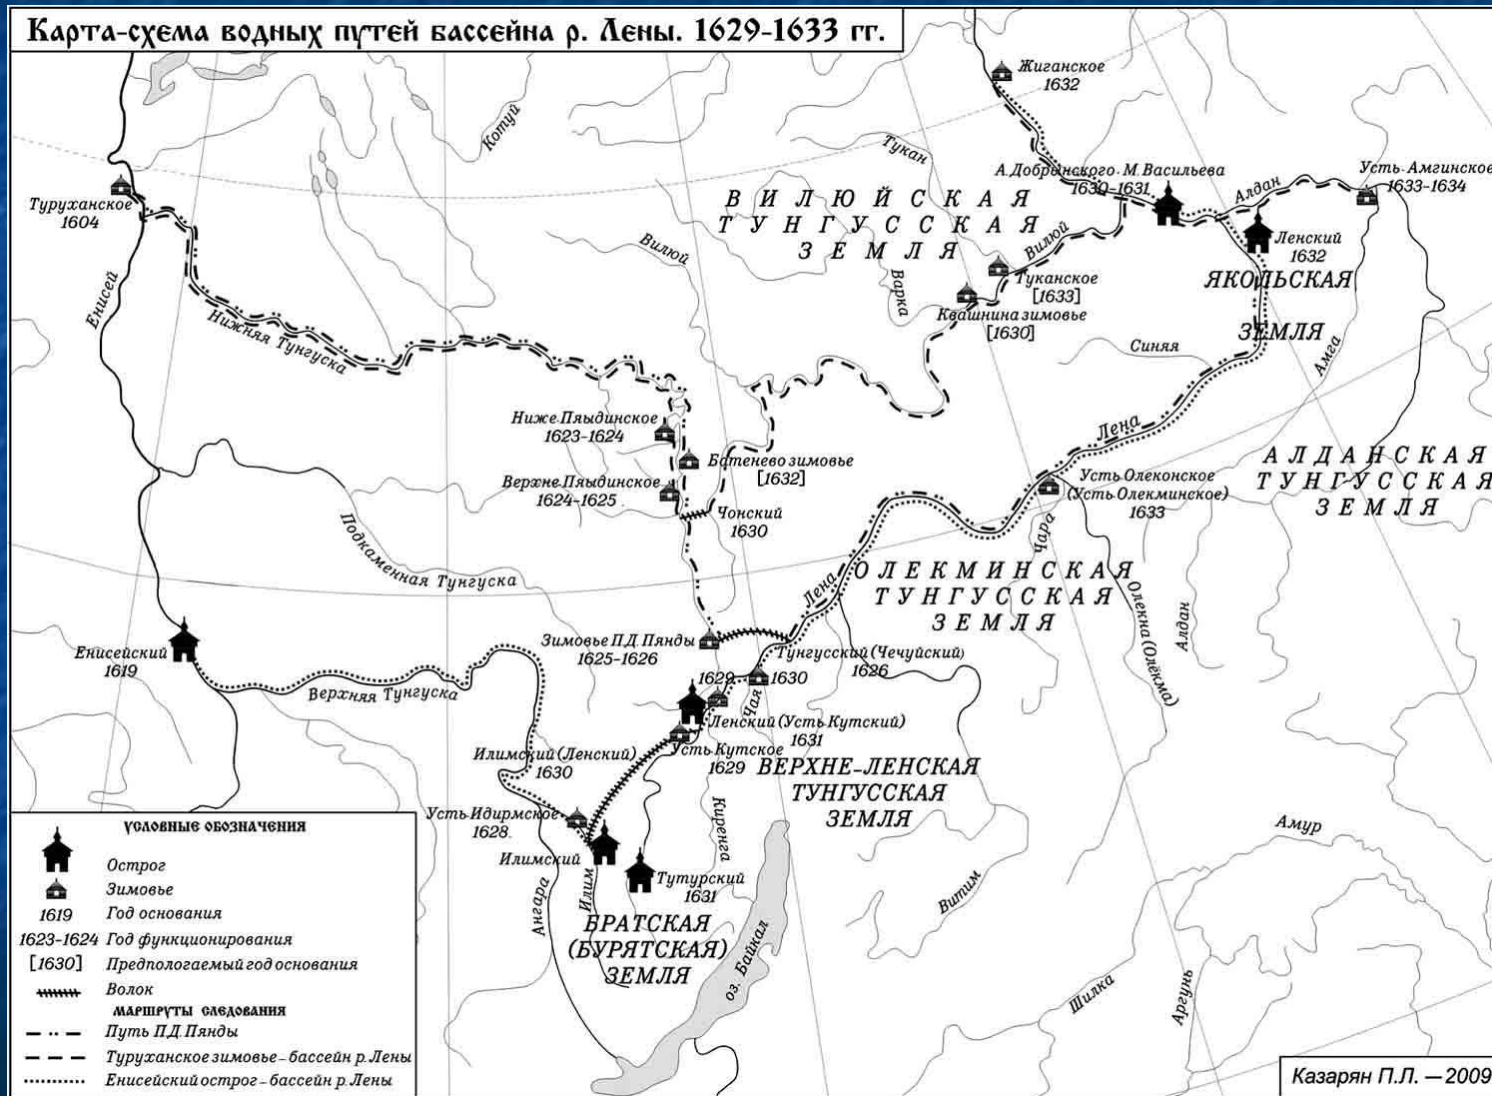 Карта-схема водных путей бассейна р. Лены. 1629-1633 гг.
Жиганское
1632
Котуй
Тукан
А.Добрынского. М.Васильева
1630-1631
Усть-Амгинское
1633-1634
Алдан
Туруханское
1604
ВИЛЮЙСКАЯ
ТУНГУССКАЯ
ЗЕМЛЯ
Вилюй
Вилюй
Ленский
1632
Енисей
Варка
Туканское
[1633]
ЯКОЛЬСКАЯ
ЗЕМЛЯ
Квашнина зимовье
[1630]
Нижняя Тунгуска
Синяя
Амга
Ниже Пяыдинское
1623-1624
Лена
Батенево зимовье
[1632]
АЛДАНСКАЯ
ТУНГУССКАЯ
ЗЕМЛЯ
Верхне Пяыдинское
1624-1625
Усть Олеконское
(Усть Олекминское)
1633
Чонский
1630
Чара
Подкаменная Тунгуска
Лена
ОЛЕКМИНСКАЯ
ТУНГУССКАЯ
ЗЕМЛЯ
Олекна (Олёкма)
Алдан
Енисейский
1619
Зимовье П.Д. Пянды
1625-1626
Тунгусский (Чечуйский)
1626
1629
1630
Верхняя Тунгуска
Чая
Ленский (Усть Кутский)
1631
Илимский (Ленский)
1630
Усть Кутское
1629
ВЕРХНЕ-ЛЕНСКАЯ
ТУНГУССКАЯ
ЗЕМЛЯ
Усть Идирмское
1628.
Киренга
Амур
Илимский
Тутурский
1631
Ангара
Илим
Витим
БРАТСКАЯ
(БУРЯТСКАЯ)
ЗЕМЛЯ
оз. Байкал
Шилка
Аргунь
УСЛОВНЫЕ ОБОЗНАЧЕНИЯ
Острог
Зимовье
1619 Год основания
1623-1624 Год функционирования
[1630] Предпологаемый год основания
Волок
МАРШРУТЫ СЛЕДОВАНИЯ
Путь П.Д. Пянды
Туруханское зимовье - бассейн р. Лены
Енисейский острог - бассейн р. Лены
Казарян П.Л. — 2009